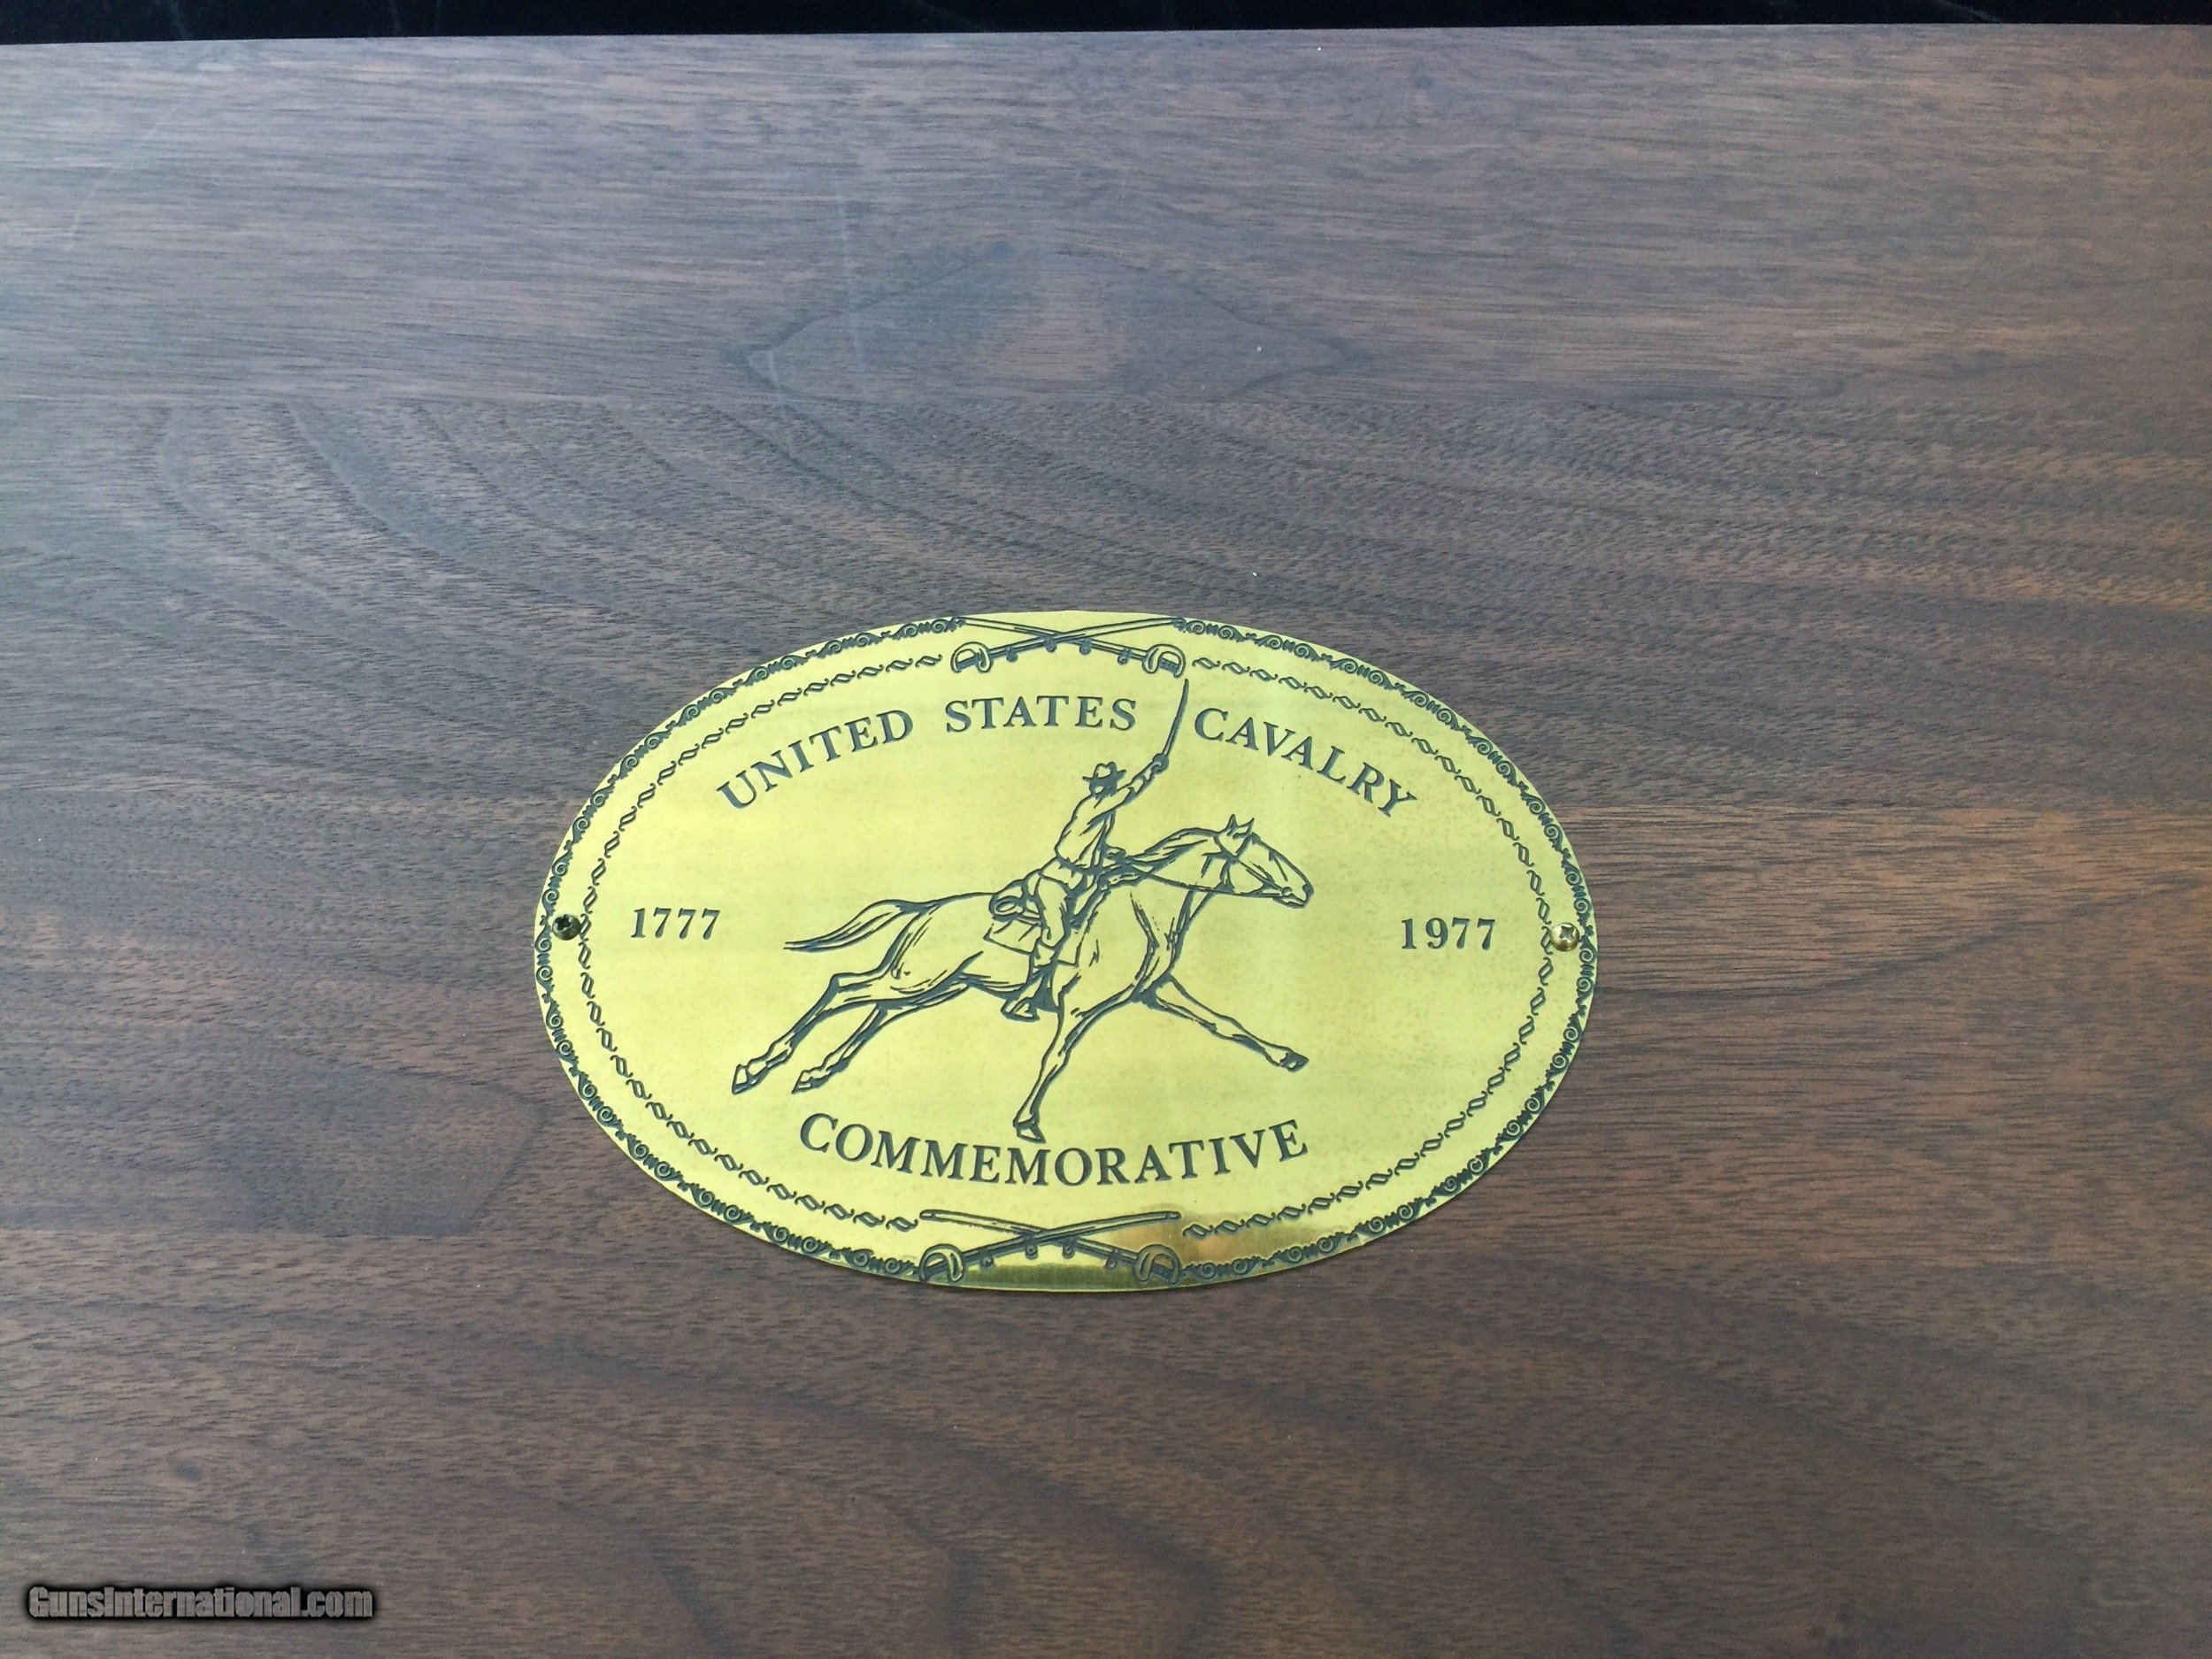 UNITED STATES CAVALRY
1777 1977
COMMEMORATIVE
GunsInternational.com